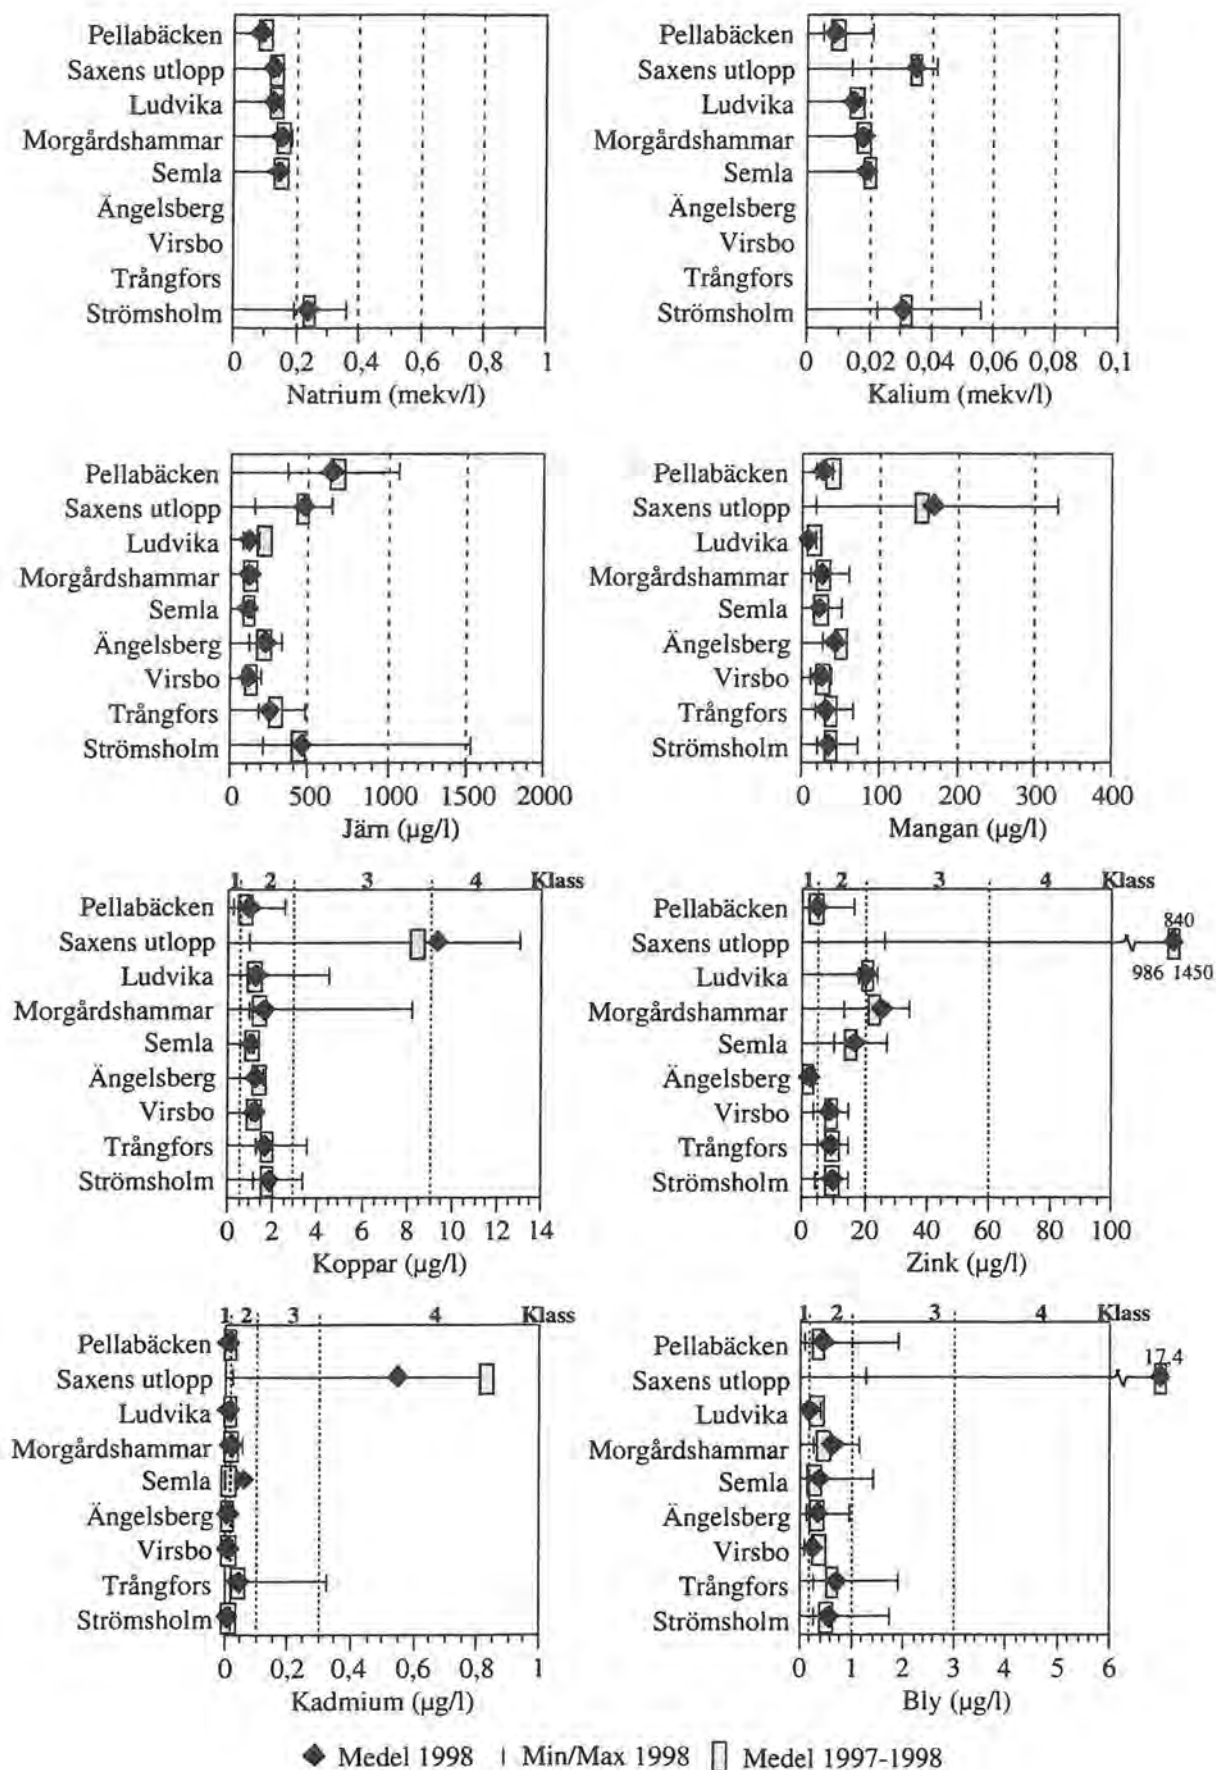 Pellabäcken
Saxens utlopp
Ludvika
Morgårdshammar
Semla
Ängelsberg
Virsbo
Trångfors
Strömsholm
0 0,2 0,4 0,6 0,8 1
Natrium (mekv/l)
Pellabäcken
Saxens utlopp
Ludvika
Morgårdshammar
Semla
Ängelsberg
Virsbo
Trångfors
Strömsholm
0 0,02 0,04 0,06 0,08 0,1
Kalium (mekv/l)
Pellabäcken
Saxens utlopp
Ludvika
Morgårdshammar
Semla
Ängelsberg
Virsbo
Trångfors
Strömsholm
0 500 1000 1500 2000
Järn (µg/l)
Pellabäcken
Saxens utlopp
Ludvika
Morgårdshammar
Semla
Ängelsberg
Virsbo
Trångfors
Strömsholm
0 100 200 300 400
Mangan (µg/l)
1 2 3 4 Klass
Pellabäcken
Saxens utlopp
Ludvika
Morgårdshammar
Semla
Ängelsberg
Virsbo
Trångfors
Strömsholm
0 2 4 6 8 10 12 14
Koppar (µg/l)
1 2 3 4 Klass
Pellabäcken
840
Saxens utlopp
986 1450
Ludvika
Morgårdshammar
Semla
Ängelsberg
Virsbo
Trångfors
Strömsholm
0 20 40 60 80 100
Zink (µg/l)
1 2 3 4 Klass
Pellabäcken
Saxens utlopp
Ludvika
Morgårdshammar
Semla
Ängelsberg
Virsbo
Trångfors
Strömsholm
0 0,2 0,4 0,6 0,8 1
Kadmium (µg/l)
1 2 3 4 Klass
Pellabäcken
17,4
Saxens utlopp
Ludvika
Morgårdshammar
Semla
Ängelsberg
Virsbo
Trångfors
Strömsholm
0 1 2 3 4 5 6
Bly (µg/l)
Medel 1998 Min/Max 1998 Medel 1997-1998